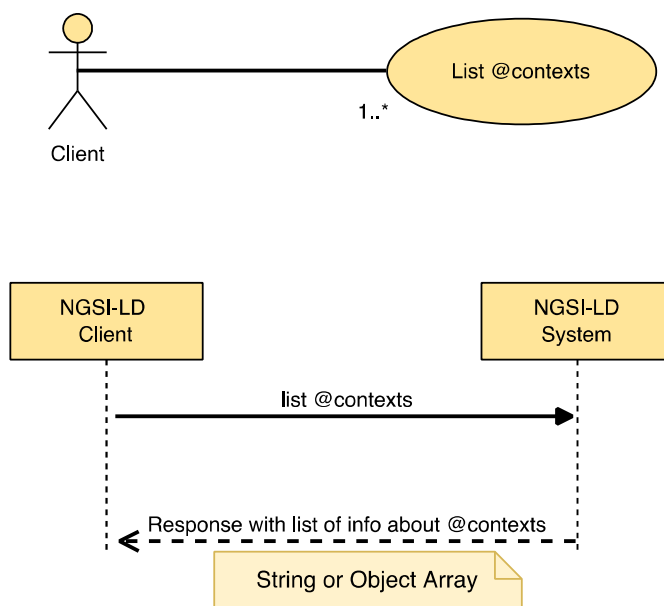 List @contexts
1..*
Client
NGSI-LD
Client
NGSI-LD
System
list @contexts
Response with list of info about @contexts
String or Object Array